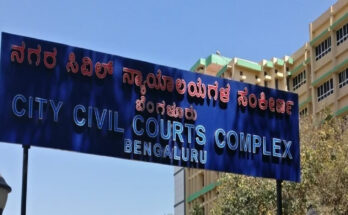 ನಗರ ಸಿವಿಲ್ ನ್ಯಾಯಾಲಯಗಳ ಸಂಕೀರ್ಣ
ಬೆಂಗಳೂರು
CITY CIVIL COURTS COMPLEX
BENGALURU